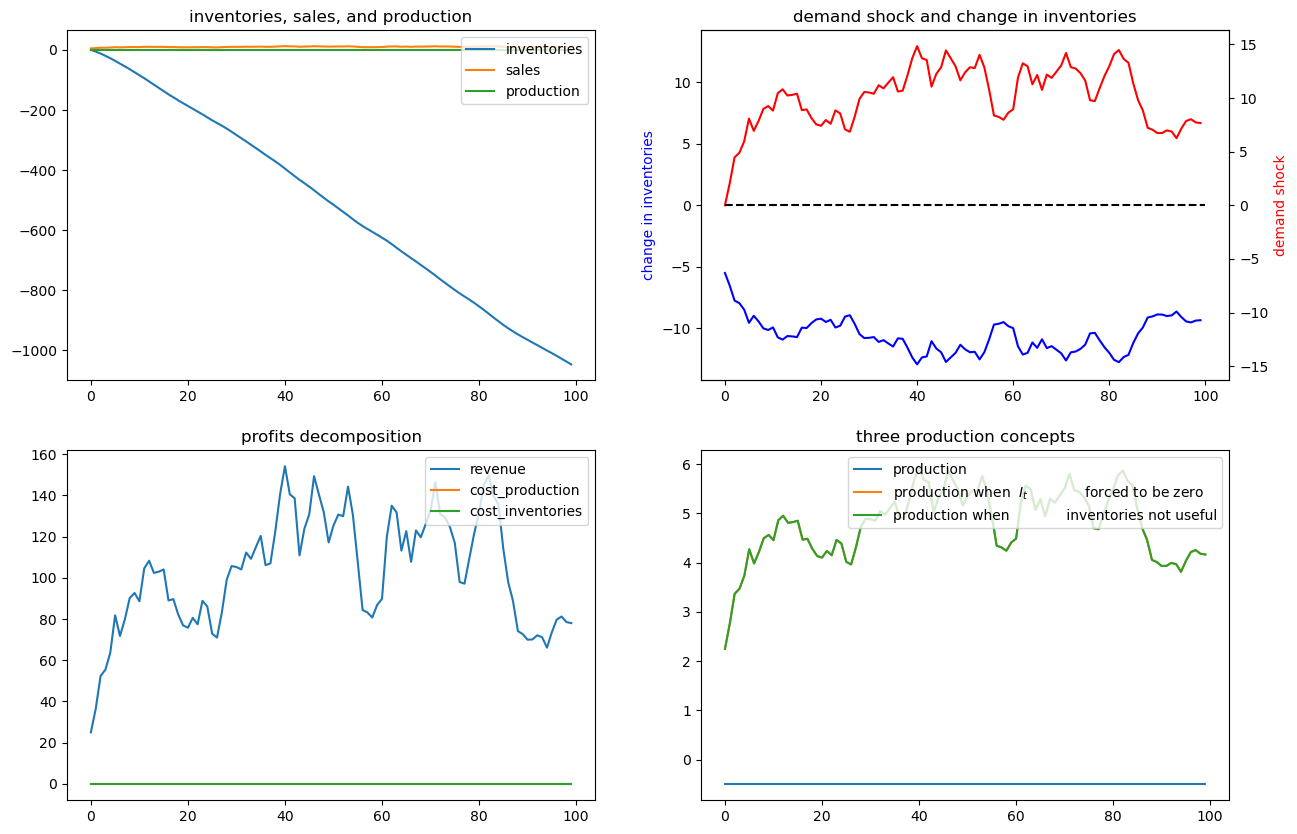 inventories, sales, and production
0
−200
−400
−600
−800
−1000
0 20 40 60 80 100
inventories
sales
production
demand shock and change in inventories
change in inventories
10
5
0
−5
−10
15
10
5
0
−5
−10
−15
demand shock
0 20 40 60 80 100
profits decomposition
160
140
120
100
80
60
40
20
0
0 20 40 60 80 100
revenue
cost_production
cost_inventories
three production concepts
6
5
4
3
2
1
0
0 20 40 60 80 100
production
production when I_t forced to be zero
production when inventories not useful